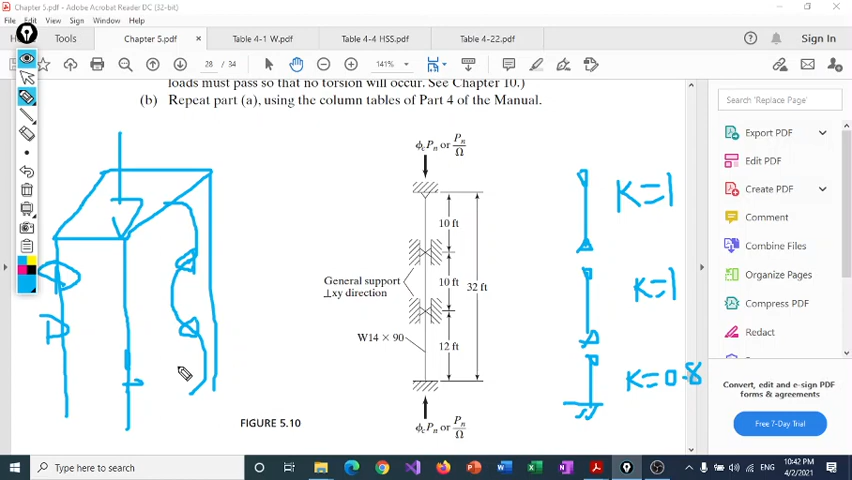 Chapter 5.pdf - Adobe Acrobat Reader DC (32-bit)
File Edit View Sign Window Help
Tools
Chapter 5.pdf
Table 4-1 W.pdf
Table 4-4 HSS.pdf
Table 4-22.pdf
Sign In
28 / 34
141%
loads must pass so that no torsion will occur. See Chapter 10.)
(b) Repeat part (a), using the column tables of Part 4 of the Manual.
ϕcPn or Pn/Ω
10 ft
10 ft
32 ft
General support
⊥xy direction
W14 × 90
12 ft
ϕcPn or Pn/Ω
FIGURE 5.10
K=1
K=1
K=0.8
Search 'Replace Page'
Export PDF
Edit PDF
Create PDF
Comment
Combine Files
Organize Pages
Compress PDF
Redact
Convert, edit and e-sign PDF
forms & agreements
Free 7-Day Trial
Type here to search
ENG
10:42 PM
4/2/2021